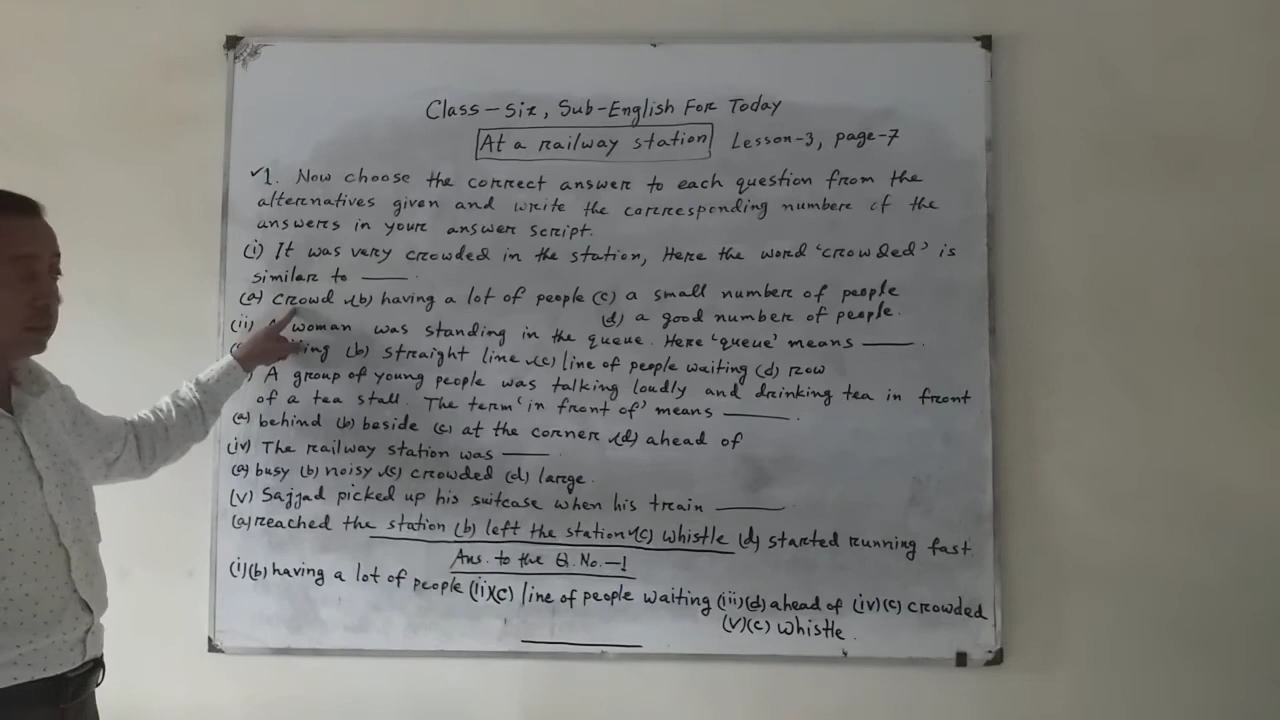 Class-Six, Sub-English For Today
At a railway station Lesson-3, page-7
✓1. Now choose the correct answer to each question from the
alternatives given and write the corresponding number of the
answers in your answer script.
(i) It was very crowded in the station, Here the word 'crowded' is
similar to ____.
(a) crowd ✓(b) having a lot of people (c) a small number of people
(d) a good number of people.
(ii) woman was standing in the queue. Here 'queue' means ____.
(b) straight line ✓(c) line of people waiting (d) row
) A group of young people was talking loudly and drinking tea in front
of a tea stall. The term 'in front of' means ____.
(a) behind (b) beside (c) at the corner ✓(d) ahead of
(iv) The railway station was ____
(a) busy (b) noisy ✓(c) crowded (d) large.
(v) Sajjad picked up his suitcase when his train ____
(a) reached the station (b) left the station ✓(c) whistle (d) started running fast.
Ans. to the Q. No.-1
(i)(b) having a lot of people (ii)(c) line of people waiting (iii)(d) ahead of (iv)(c) crowded
(v)(c) whistle.